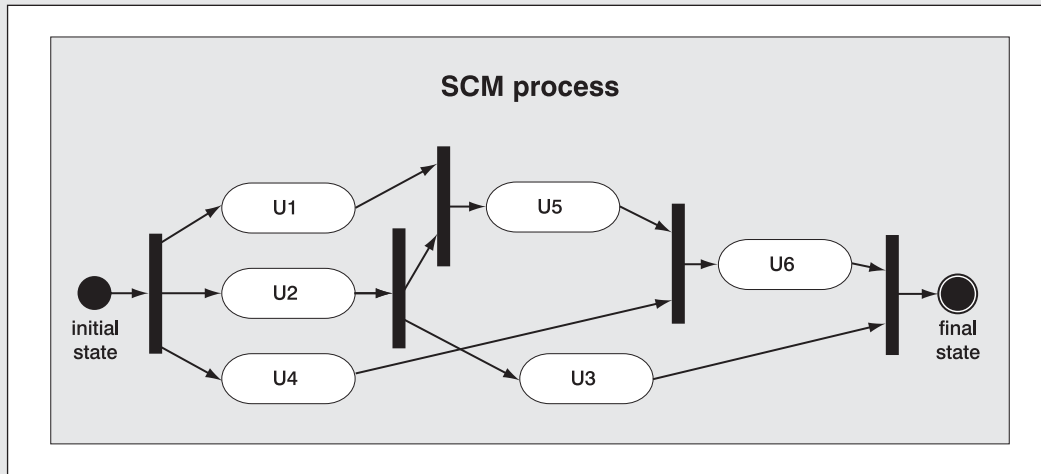 SCM process
U1
U5
U2
U6
initial
state
final
state
U4
U3